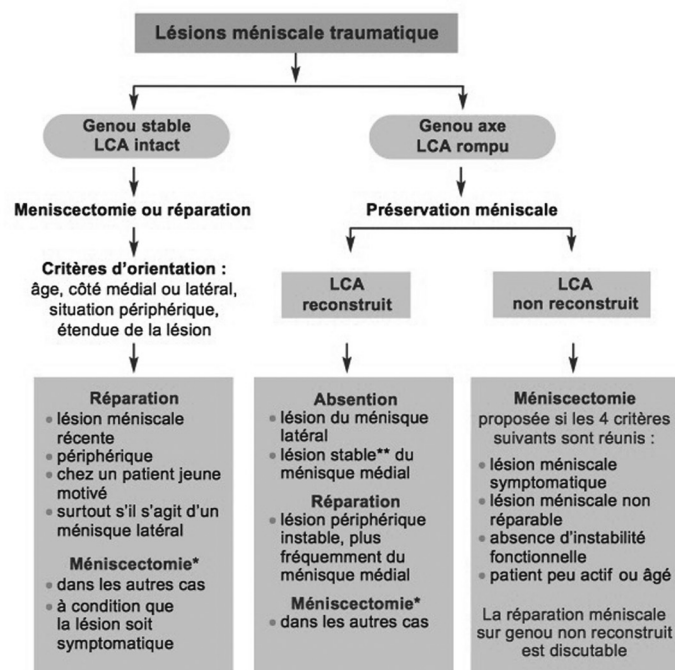 Lésions méniscale traumatique
Genou stable
LCA intact
Genou axe
LCA rompu
Meniscectomie ou réparation
Préservation méniscale
Critères d'orientation :
âge, côté médial ou latéral,
situation périphérique,
étendue de la lésion
LCA
reconstruit
LCA
non reconstruit
Réparation
• lésion méniscale
récente
• périphérique
• chez un patient jeune
motivé
• surtout s'il s'agit d'un
ménisque latéral
Méniscectomie*
• dans les autres cas
• à condition que
la lésion soit
symptomatique
Absention
• lésion du ménisque
latéral
• lésion stable** du
ménisque médial
Réparation
• lésion périphérique
instable, plus
fréquemment du
ménisque médial
Méniscectomie*
• dans les autres cas
Méniscectomie
proposée si les 4 critères
suivants sont réunis :
• lésion méniscale
symptomatique
• lésion méniscale non
réparable
• absence d'instabilité
fonctionnelle
• patient peu actif ou âgé
La réparation méniscale
sur genou non reconstruit
est discutable